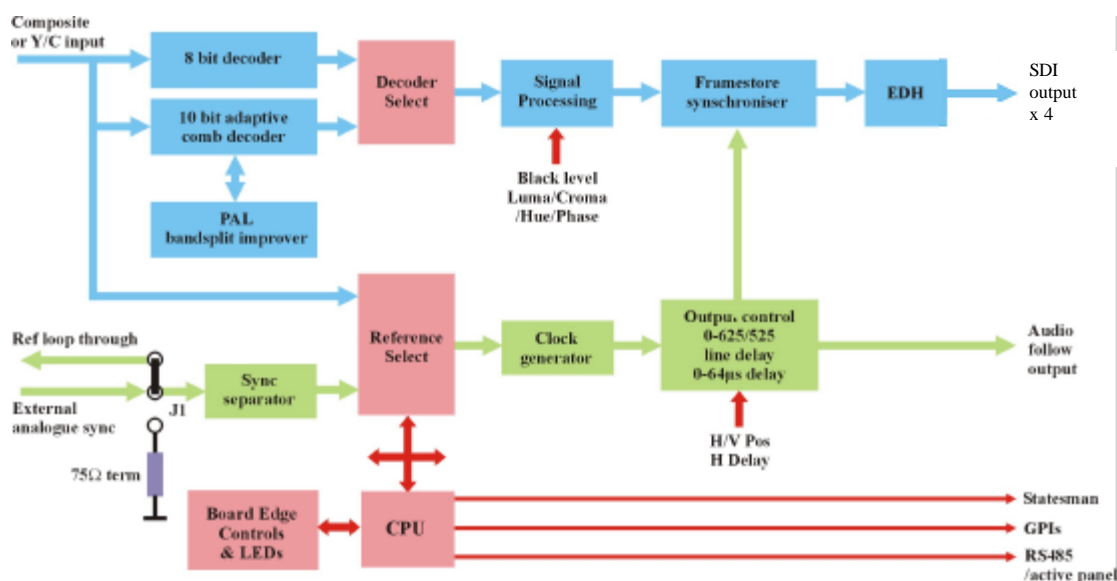 Composite
or Y/C input
8 bit decoder
10 bit adaptive
comb decoder
PAL
bandsplit improver
Decoder
Select
Signal
Processing
Black level
Luma/Croma
/Hue/Phase
Framestore
synschroniser
EDH
SDI
output
x 4
Ref loop through
External
analogue sync
J1
75Ω term
Sync
separator
Reference
Select
Clock
generator
Output control
0-625/525
line delay
0-64µs delay
H/V Pos
H Delay
Audio
follow
output
Board Edge
Controls
& LEDs
CPU
Statesman
GPIs
RS485
/active panel